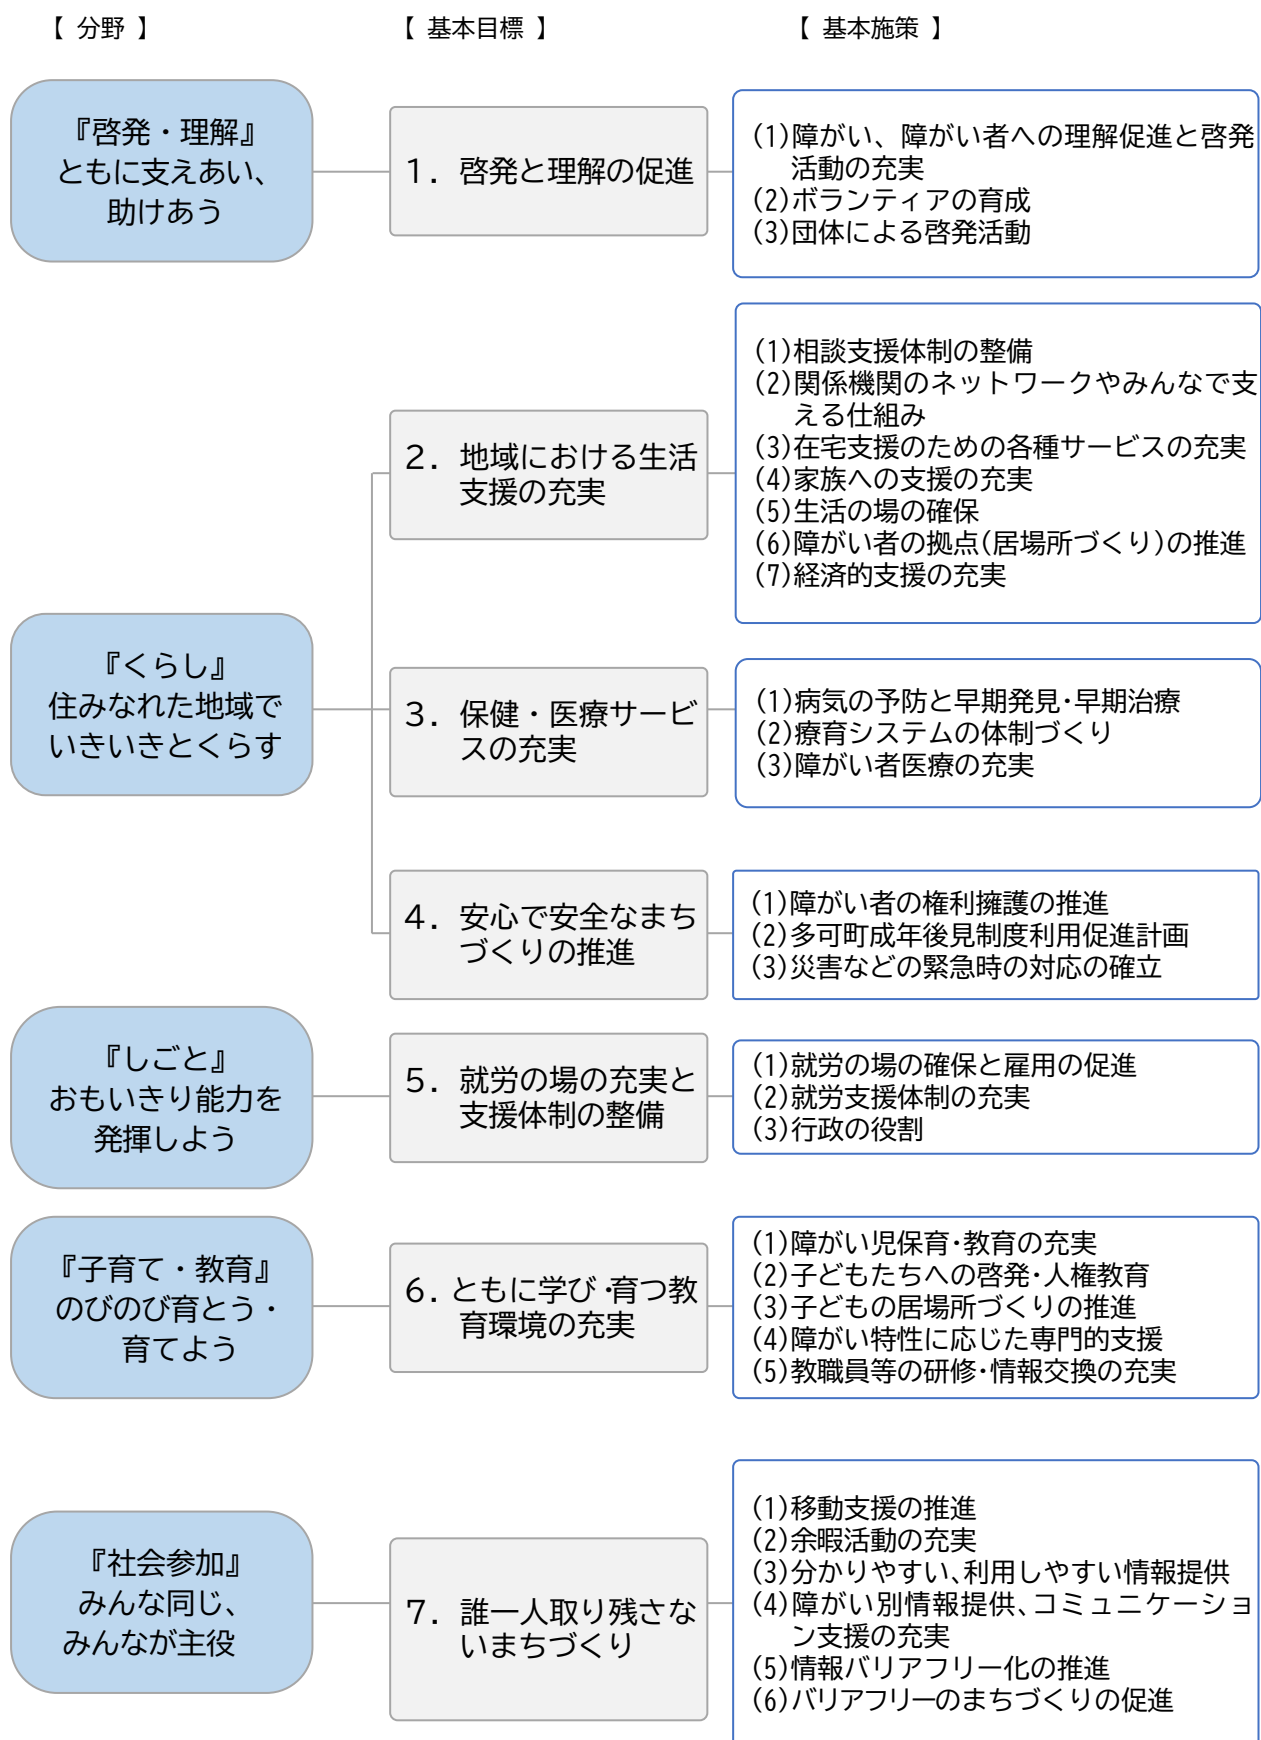 【 分野 】
【 基本目標 】
【 基本施策 】
『啓発・理解』
ともに支えあい、
助けあう
１．啓発と理解の促進
(1)障がい、障がい者への理解促進と啓発
活動の充実
(2)ボランティアの育成
(3)団体による啓発活動
『くらし』
住みなれた地域で
いきいきとくらす
２．地域における生活
支援の充実
(1)相談支援体制の整備
(2)関係機関のネットワークやみんなで支
える仕組み
(3)在宅支援のための各種サービスの充実
(4)家族への支援の充実
(5)生活の場の確保
(6)障がい者の拠点(居場所づくり)の推進
(7)経済的支援の充実
３．保健・医療サービ
スの充実
(1)病気の予防と早期発見・早期治療
(2)療育システムの体制づくり
(3)障がい者医療の充実
４．安心で安全なまち
づくりの推進
(1)障がい者の権利擁護の推進
(2)多可町成年後見制度利用促進計画
(3)災害などの緊急時の対応の確立
『しごと』
おもいきり能力を
発揮しよう
５．就労の場の充実と
支援体制の整備
(1)就労の場の確保と雇用の促進
(2)就労支援体制の充実
(3)行政の役割
『子育て・教育』
のびのび育とう・
育てよう
６．ともに学び・育つ教
育環境の充実
(1)障がい児保育・教育の充実
(2)子どもたちへの啓発・人権教育
(3)子どもの居場所づくりの推進
(4)障がい特性に応じた専門的支援
(5)教職員等の研修・情報交換の充実
『社会参加』
みんな同じ、
みんなが主役
７．誰一人取り残さな
いまちづくり
(1)移動支援の推進
(2)余暇活動の充実
(3)分かりやすい、利用しやすい情報提供
(4)障がい別情報提供、コミュニケーショ
ン支援の充実
(5)情報バリアフリー化の推進
(6)バリアフリーのまちづくりの促進